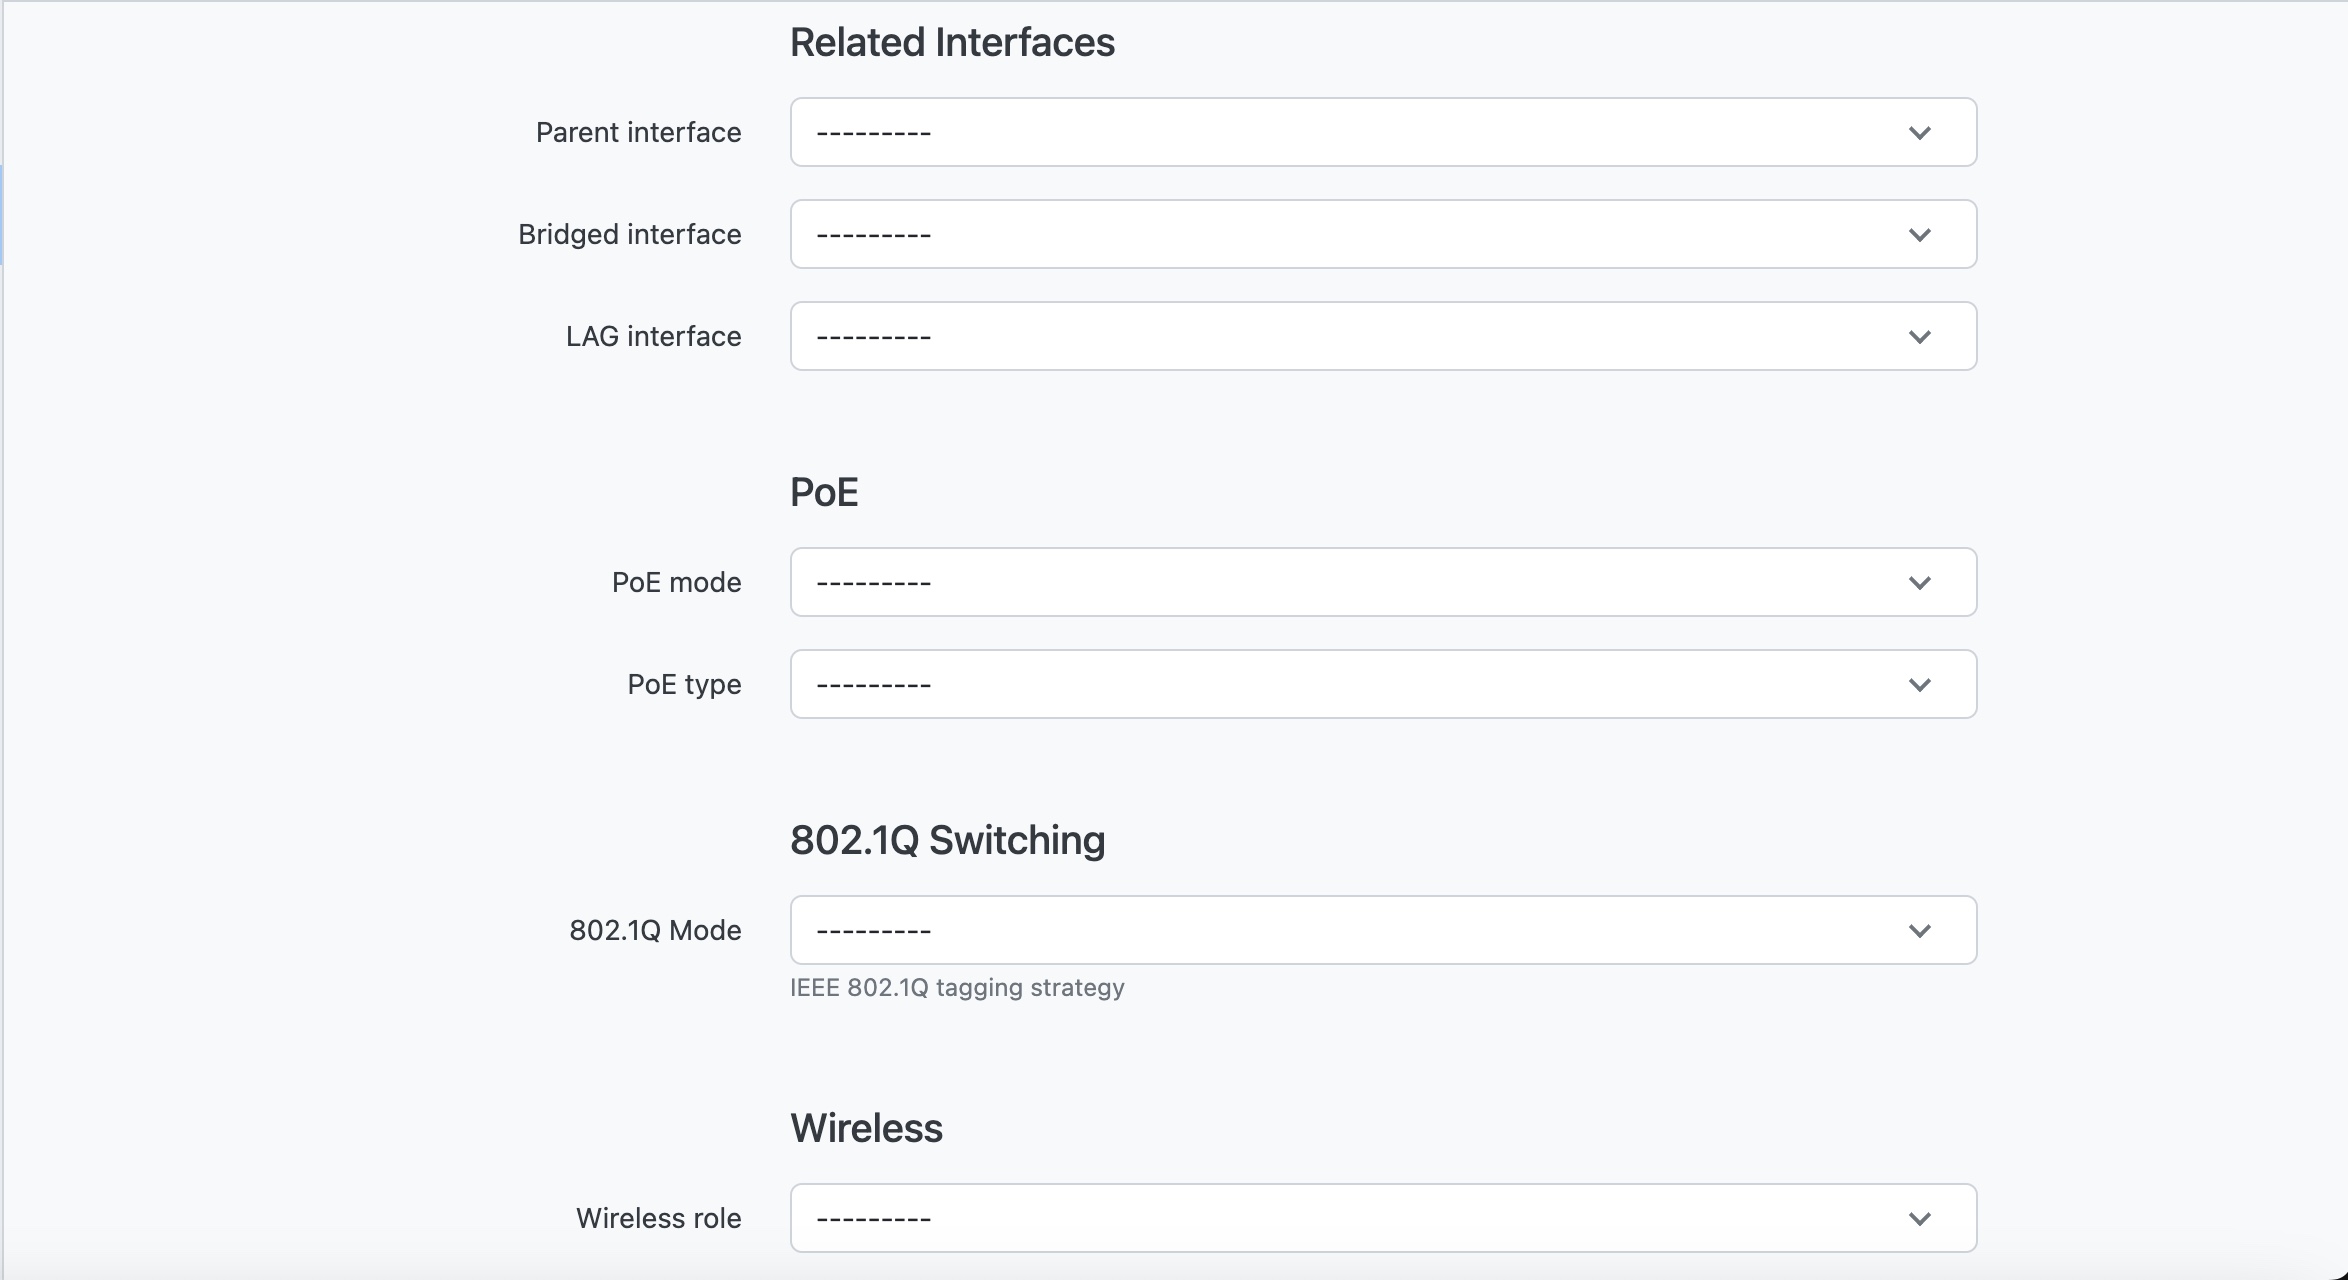 Related Interfaces
Parent interface ---------
Bridged interface ---------
LAG interface ---------
PoE
PoE mode ---------
PoE type ---------
802.1Q Switching
802.1Q Mode ---------
IEEE 802.1Q tagging strategy
Wireless
Wireless role ---------